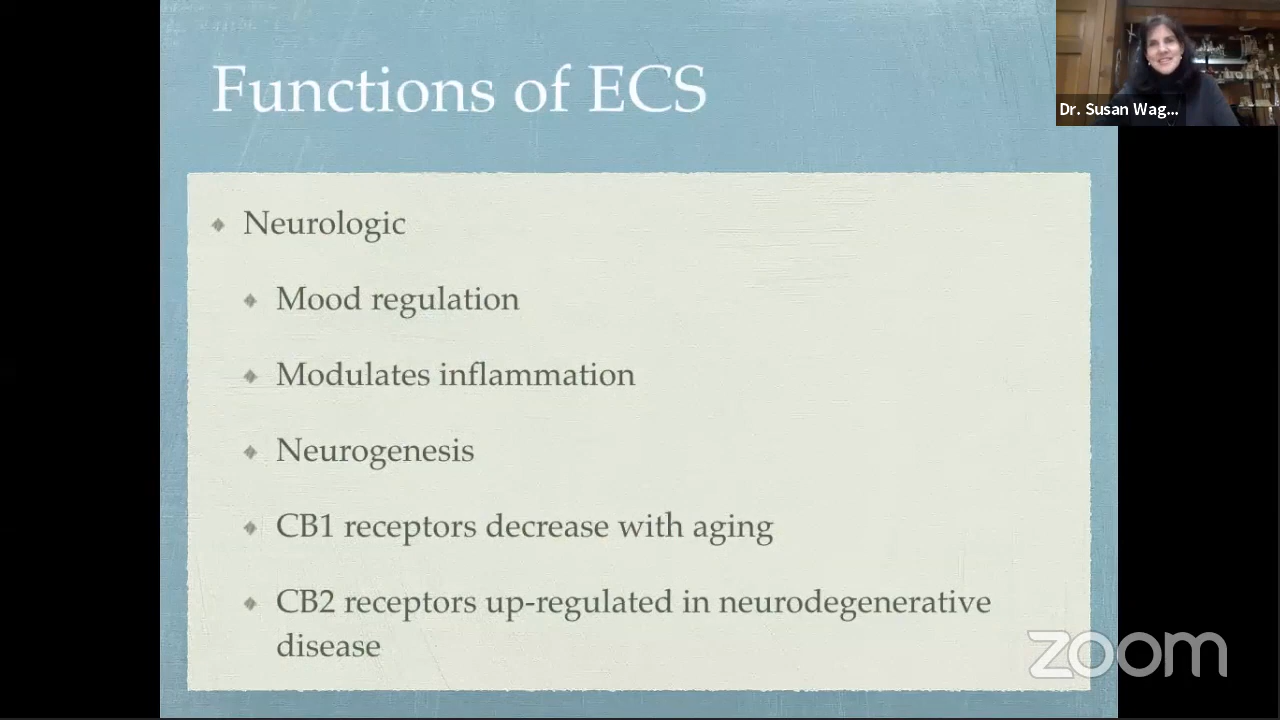 Functions of ECS
Dr. Susan Wag...
Neurologic
Mood regulation
Modulates inflammation
Neurogenesis
CB1 receptors decrease with aging
CB2 receptors up-regulated in neurodegenerative
disease
zoom